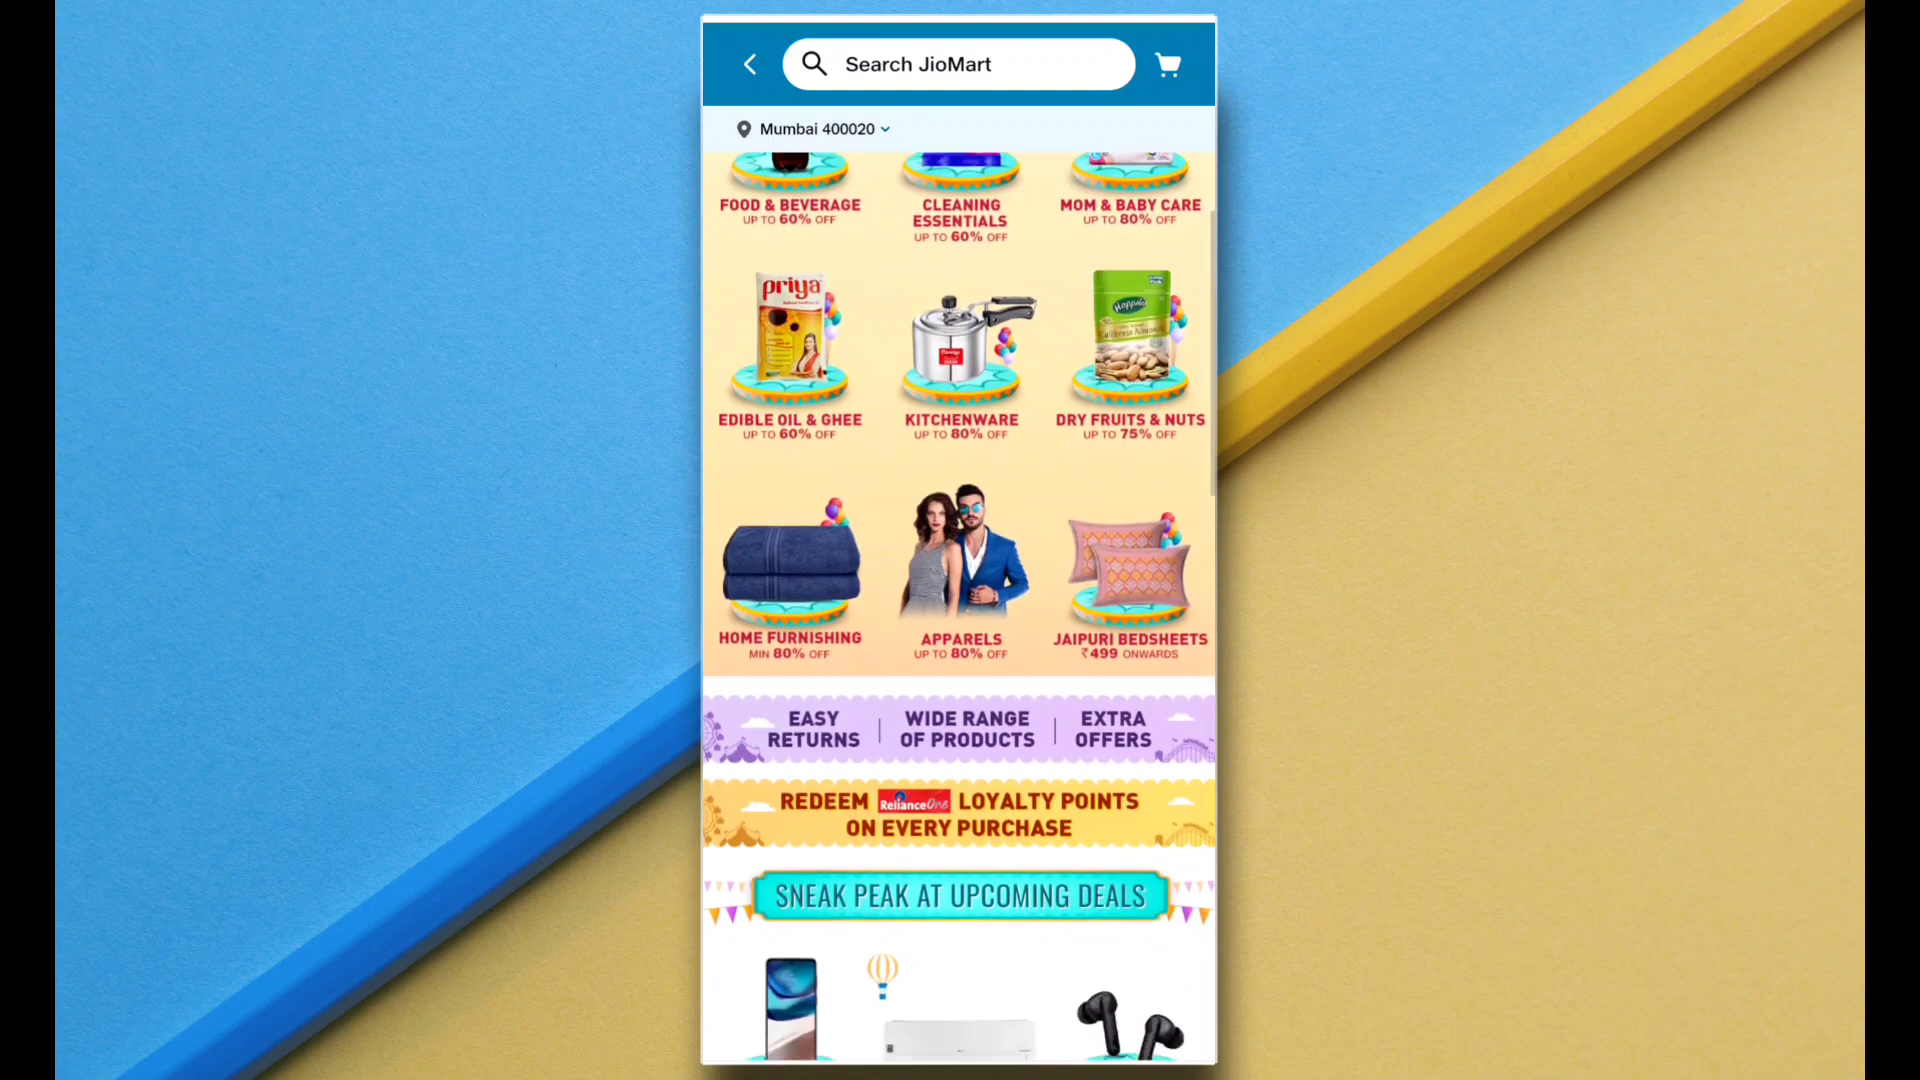 Search JioMart
Mumbai 400020
FOOD & BEVERAGE
UP TO 60% OFF
CLEANING
ESSENTIALS
UP TO 60% OFF
MOM & BABY CARE
UP TO 80% OFF
priya
Happilo
California Almonds
Prestige
EDIBLE OIL & GHEE
UP TO 60% OFF
KITCHENWARE
UP TO 80% OFF
DRY FRUITS & NUTS
UP TO 75% OFF
HOME FURNISHING
MIN 80% OFF
APPARELS
UP TO 80% OFF
JAIPURI BEDSHEETS
₹499 ONWARDS
EASY
RETURNS
WIDE RANGE
OF PRODUCTS
EXTRA
OFFERS
REDEEM RelianceOne LOYALTY POINTS
ON EVERY PURCHASE
SNEAK PEAK AT UPCOMING DEALS